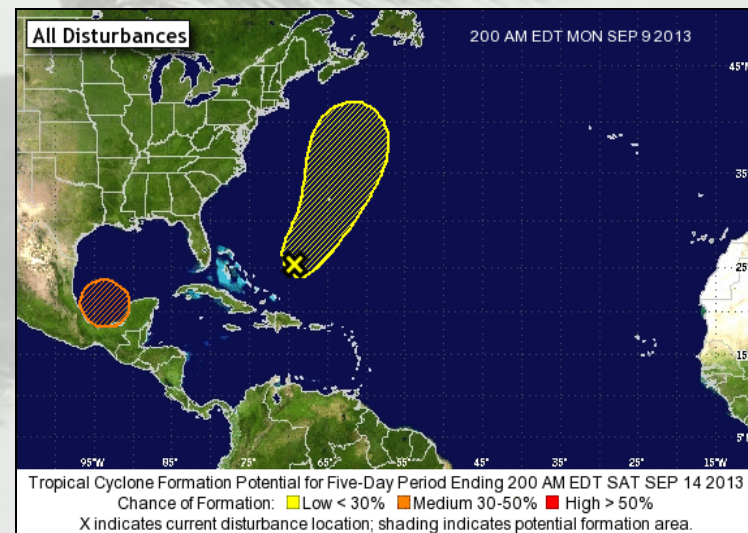 All Disturbances
200 AM EDT MON SEP 9 2013
45°N
35°
25°
15°
5°N
95°W
85°
75°
65°
55°
45°
35°
25°
15°W
Tropical Cyclone Formation Potential for Five-Day Period Ending 200 AM EDT SAT SEP 14 2013
Chance of Formation: Low < 30% Medium 30-50% High > 50%
X indicates current disturbance location; shading indicates potential formation area.